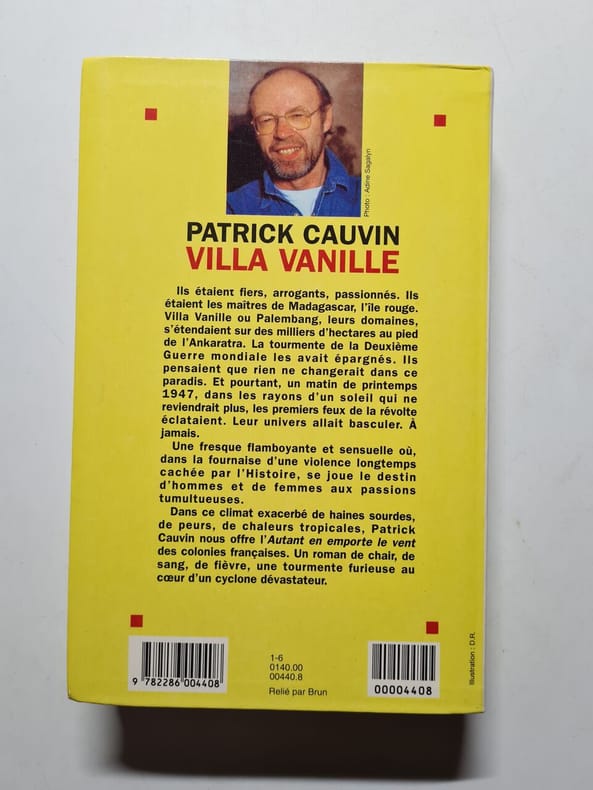 Photo : Adine Sagalyn
PATRICK CAUVIN
VILLA VANILLE
Ils étaient fiers, arrogants, passionnés. Ils
étaient les maîtres de Madagascar, l'île rouge.
Villa Vanille ou Palembang, leurs domaines,
s'étendaient sur des milliers d'hectares au pied
de l'Ankaratra. La tourmente de la Deuxième
Guerre mondiale les avait épargnés. Ils
pensaient que rien ne changerait dans ce
paradis. Et pourtant, un matin de printemps
1947, dans les rayons d'un soleil qui ne
reviendrait plus, les premiers feux de la révolte
éclataient. Leur univers allait basculer. À
jamais.
Une fresque flamboyante et sensuelle où,
dans la fournaise d'une violence longtemps
cachée par l'Histoire, se joue le destin
d'hommes et de femmes aux passions
tumultueuses.
Dans ce climat exacerbé de haines sourdes,
de peurs, de chaleurs tropicales, Patrick
Cauvin nous offre l'Autant en emporte le vent
des colonies françaises. Un roman de chair, de
sang, de fièvre, une tourmente furieuse au
cœur d'un cyclone dévastateur.
9 782286 004408
1-6
0140.00
00440.8
Relié par Brun
00004408
Illustration : D.R.